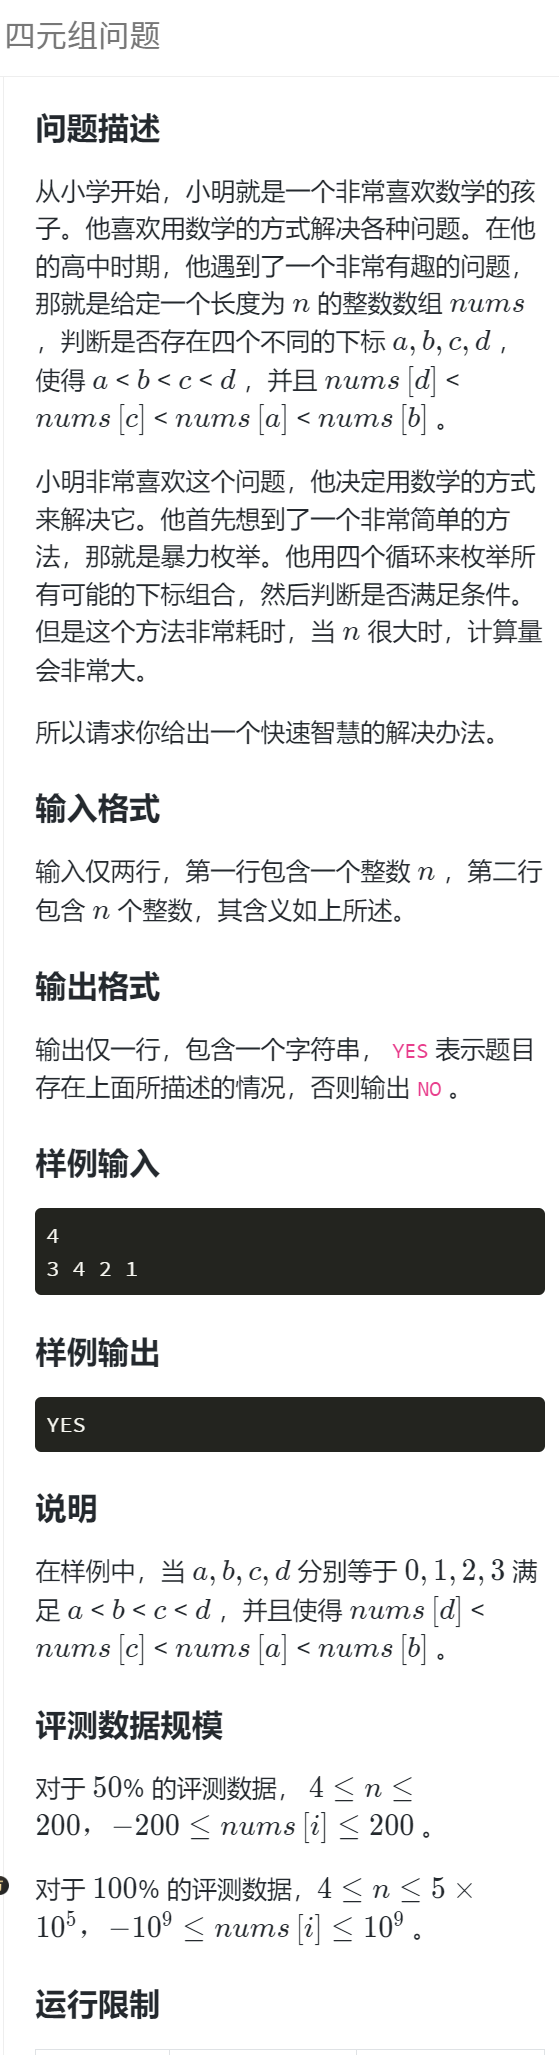 四元组问题
问题描述
从小学开始，小明就是一个非常喜欢数学的孩
子。他喜欢用数学的方式解决各种问题。在他
的高中时期，他遇到了一个非常有趣的问题，
那就是给定一个长度为 n 的整数数组 nums
，判断是否存在四个不同的下标 a, b, c, d ，
使得 a < b < c < d ，并且 nums [d] <
nums [c] < nums [a] < nums [b] 。
小明非常喜欢这个问题，他决定用数学的方式
来解决它。他首先想到了一个非常简单的方
法，那就是暴力枚举。他用四个循环来枚举所
有可能的下标组合，然后判断是否满足条件。
但是这个方法非常耗时，当 n 很大时，计算量
会非常大。
所以请求你给出一个快速智慧的解决办法。
输入格式
输入仅两行，第一行包含一个整数 n ，第二行
包含 n 个整数，其含义如上所述。
输出格式
输出仅一行，包含一个字符串， YES 表示题目
存在上面所描述的情况，否则输出 NO 。
样例输入
4
3 4 2 1
样例输出
YES
说明
在样例中，当 a, b, c, d 分别等于 0, 1, 2, 3 满
足 a < b < c < d ，并且使得 nums [d] <
nums [c] < nums [a] < nums [b] 。
评测数据规模
对于 50% 的评测数据， 4 ≤ n ≤
200，−200 ≤ nums [i] ≤ 200 。
对于 100% 的评测数据，4 ≤ n ≤ 5 ×
10⁵，−10⁹ ≤ nums [i] ≤ 10⁹ 。
运行限制